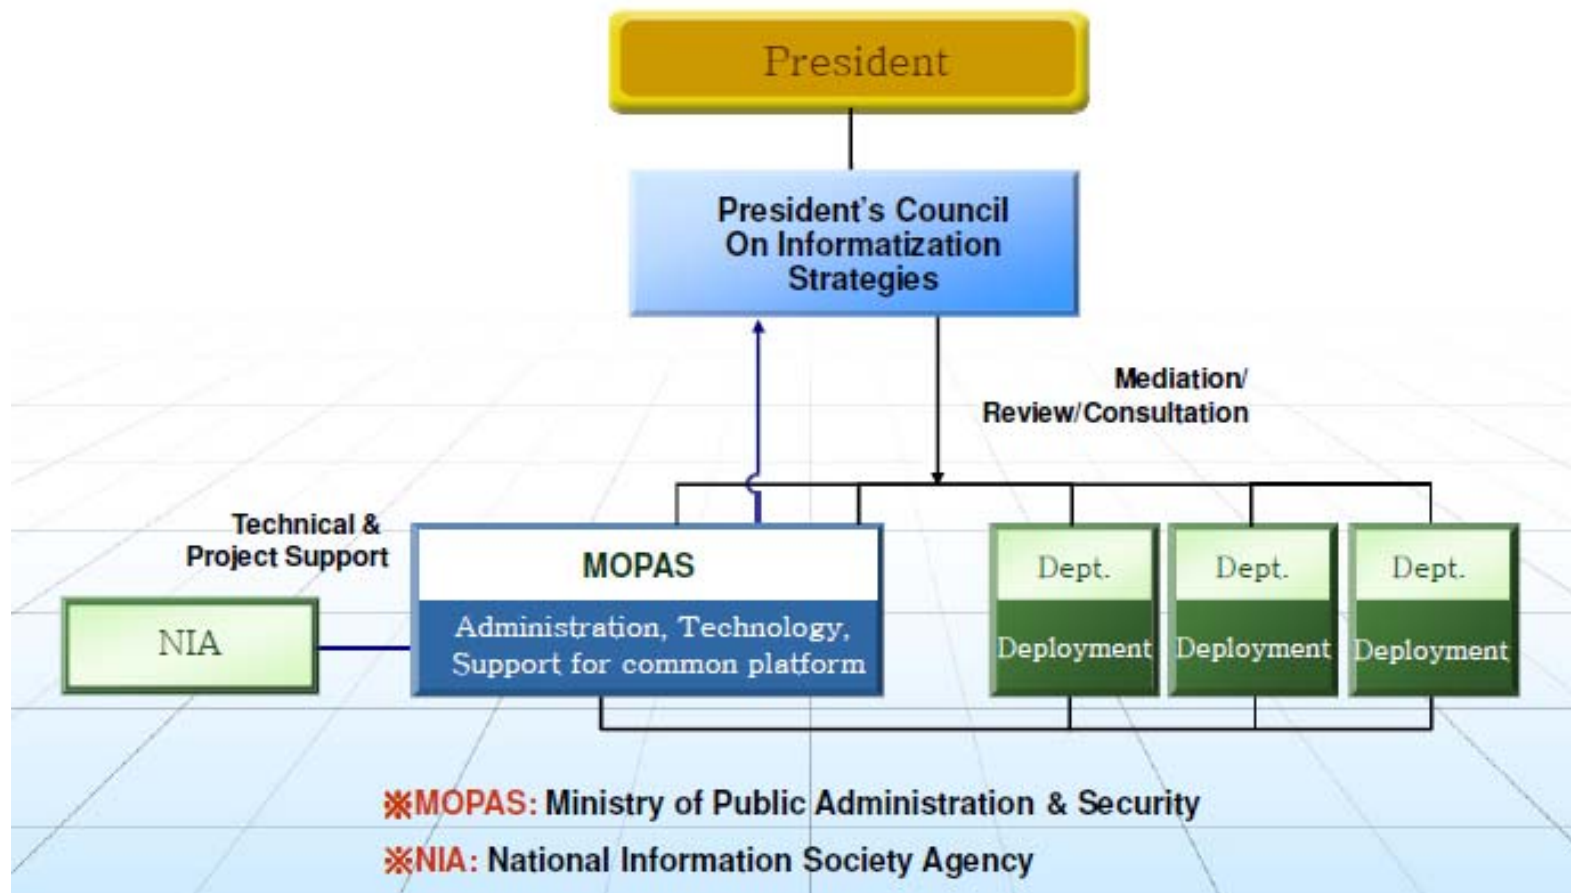 President
President's Council
On Informatization
Strategies
Mediation/
Review/Consultation
Technical &
Project Support
NIA
MOPAS
Administration, Technology,
Support for common platform
Dept.
Deployment
Dept.
Deployment
Dept.
Deployment
※MOPAS: Ministry of Public Administration & Security
※NIA: National Information Society Agency